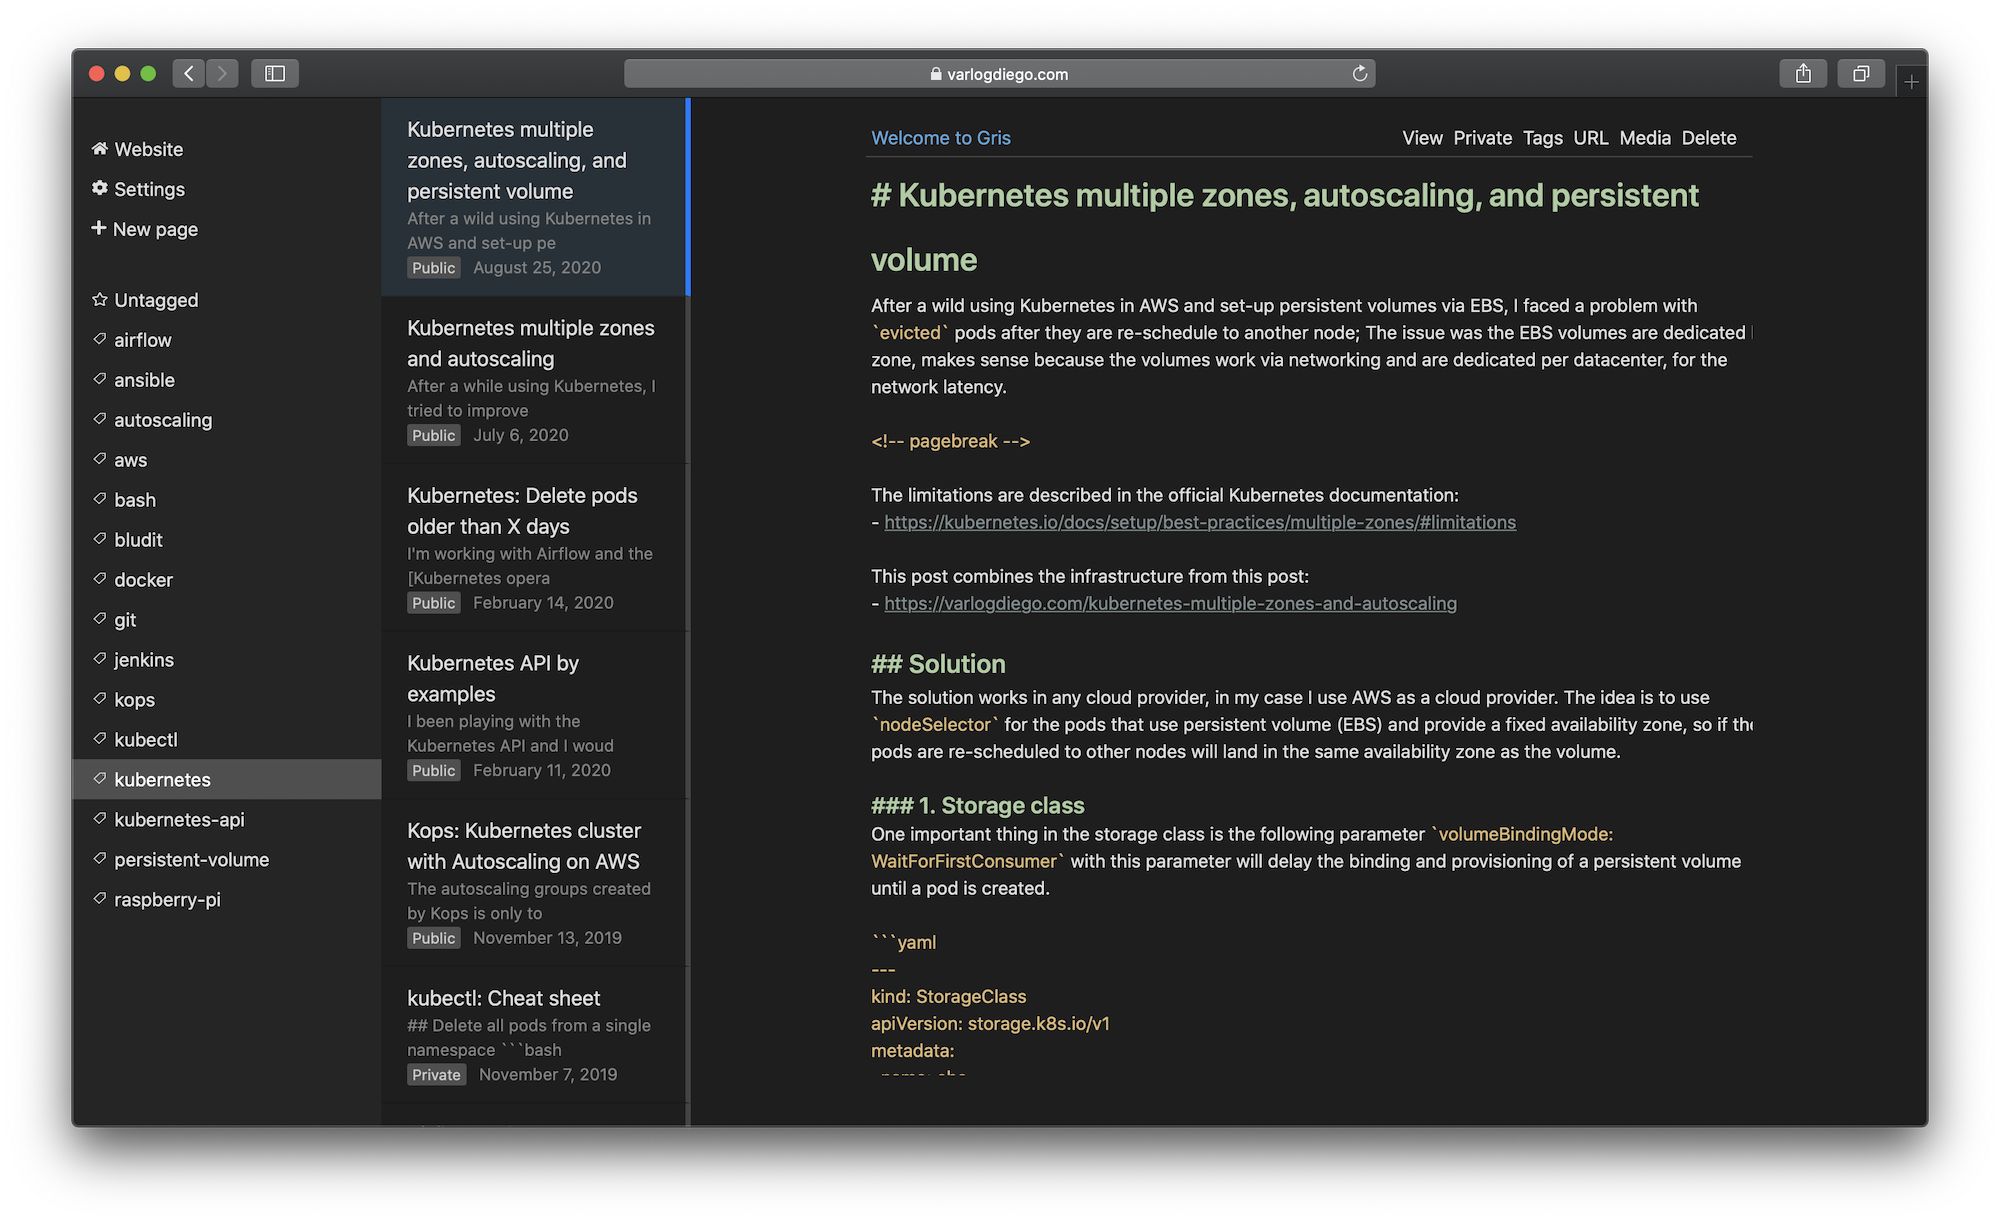 varlogdiego.com
Website
Settings
New page
Untagged
airflow
ansible
autoscaling
aws
bash
bludit
docker
git
jenkins
kops
kubectl
kubernetes
kubernetes-api
persistent-volume
raspberry-pi
Kubernetes multiple
zones, autoscaling, and
persistent volume
After a wild using Kubernetes in
AWS and set-up pe
Public August 25, 2020
Kubernetes multiple zones
and autoscaling
After a while using Kubernetes, I
tried to improve
Public July 6, 2020
Kubernetes: Delete pods
older than X days
I'm working with Airflow and the
[Kubernetes opera
Public February 14, 2020
Kubernetes API by
examples
I been playing with the
Kubernetes API and I woud
Public February 11, 2020
Kops: Kubernetes cluster
with Autoscaling on AWS
The autoscaling groups created
by Kops is only to
Public November 13, 2019
kubectl: Cheat sheet
## Delete all pods from a single
namespace ```bash
Private November 7, 2019
Welcome to Gris
View Private Tags URL Media Delete
# Kubernetes multiple zones, autoscaling, and persistent
volume
After a wild using Kubernetes in AWS and set-up persistent volumes via EBS, I faced a problem with
`evicted` pods after they are re-schedule to another node; The issue was the EBS volumes are dedicated
zone, makes sense because the volumes work via networking and are dedicated per datacenter, for the
network latency.
<!-- pagebreak -->
The limitations are described in the official Kubernetes documentation:
- https://kubernetes.io/docs/setup/best-practices/multiple-zones/#limitations
This post combines the infrastructure from this post:
- https://varlogdiego.com/kubernetes-multiple-zones-and-autoscaling
## Solution
The solution works in any cloud provider, in my case I use AWS as a cloud provider. The idea is to use
`nodeSelector` for the pods that use persistent volume (EBS) and provide a fixed availability zone, so if the
pods are re-scheduled to other nodes will land in the same availability zone as the volume.
### 1. Storage class
One important thing in the storage class is the following parameter `volumeBindingMode:
WaitForFirstConsumer` with this parameter will delay the binding and provisioning of a persistent volume
until a pod is created.
```yaml
---
kind: StorageClass
apiVersion: storage.k8s.io/v1
metadata: